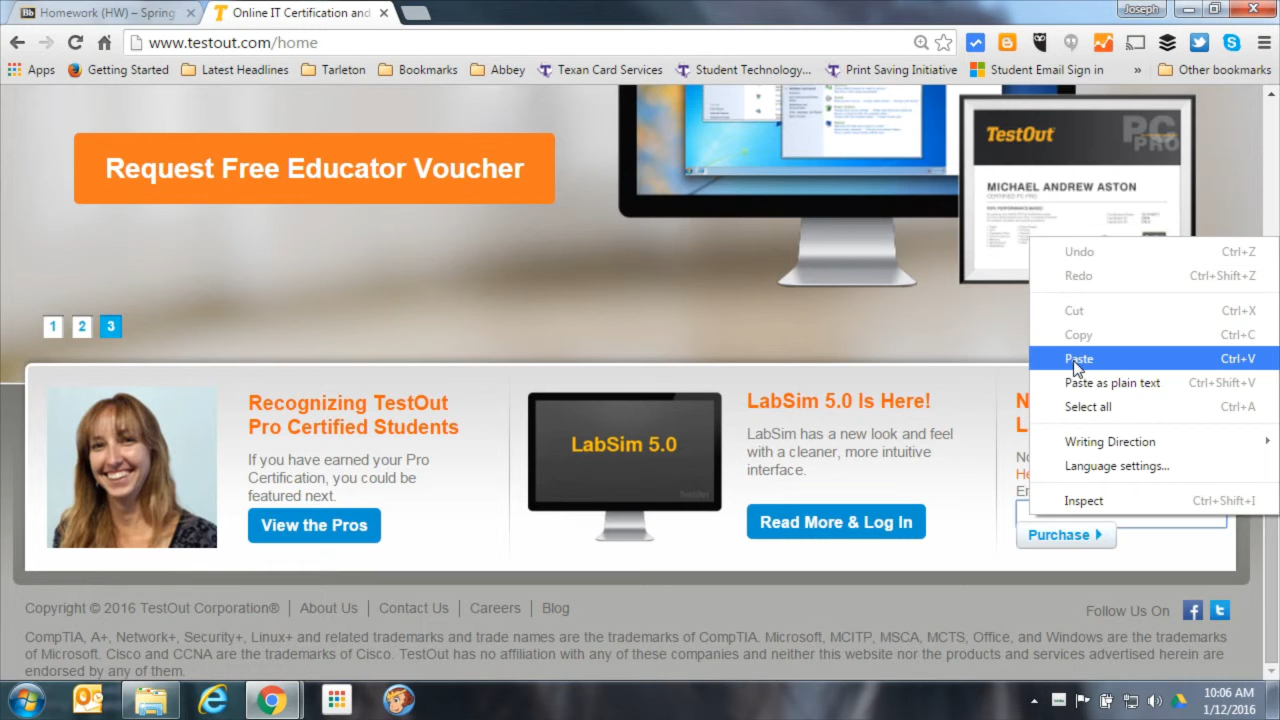 Homework (HW) – Spring
Online IT Certification and
Joseph
www.testout.com/home
Apps
Getting Started
Latest Headlines
Tarleton
Bookmarks
Abbey
Texan Card Services
Student Technology...
Print Saving Initiative
Student Email Sign in
»
Other bookmarks
Request Free Educator Voucher
TestOut
PC
PRO
MICHAEL ANDREW ASTON
CERTIFIED PC PRO
1 2 3
Undo Ctrl+Z
Redo Ctrl+Shift+Z
Cut Ctrl+X
Copy Ctrl+C
Paste Ctrl+V
Paste as plain text Ctrl+Shift+V
Select all Ctrl+A
Writing Direction
Language settings...
Inspect Ctrl+Shift+I
Recognizing TestOut
Pro Certified Students
If you have earned your Pro
Certification, you could be
featured next.
View the Pros
LabSim 5.0
TestOut
LabSim 5.0 Is Here!
LabSim has a new look and feel
with a cleaner, more intuitive
interface.
Read More & Log In
Purchase
Copyright © 2016 TestOut Corporation® | About Us | Contact Us | Careers | Blog
Follow Us On
CompTIA, A+, Network+, Security+, Linux+ and related trademarks and trade names are the trademarks of CompTIA. Microsoft, MCITP, MSCA, MCTS, Office, and Windows are the trademarks
of Microsoft. Cisco and CCNA are the trademarks of Cisco. TestOut has no affiliation with any of these companies and neither this website nor the products and services advertised herein are
endorsed by any of them.
10:06 AM
1/12/2016